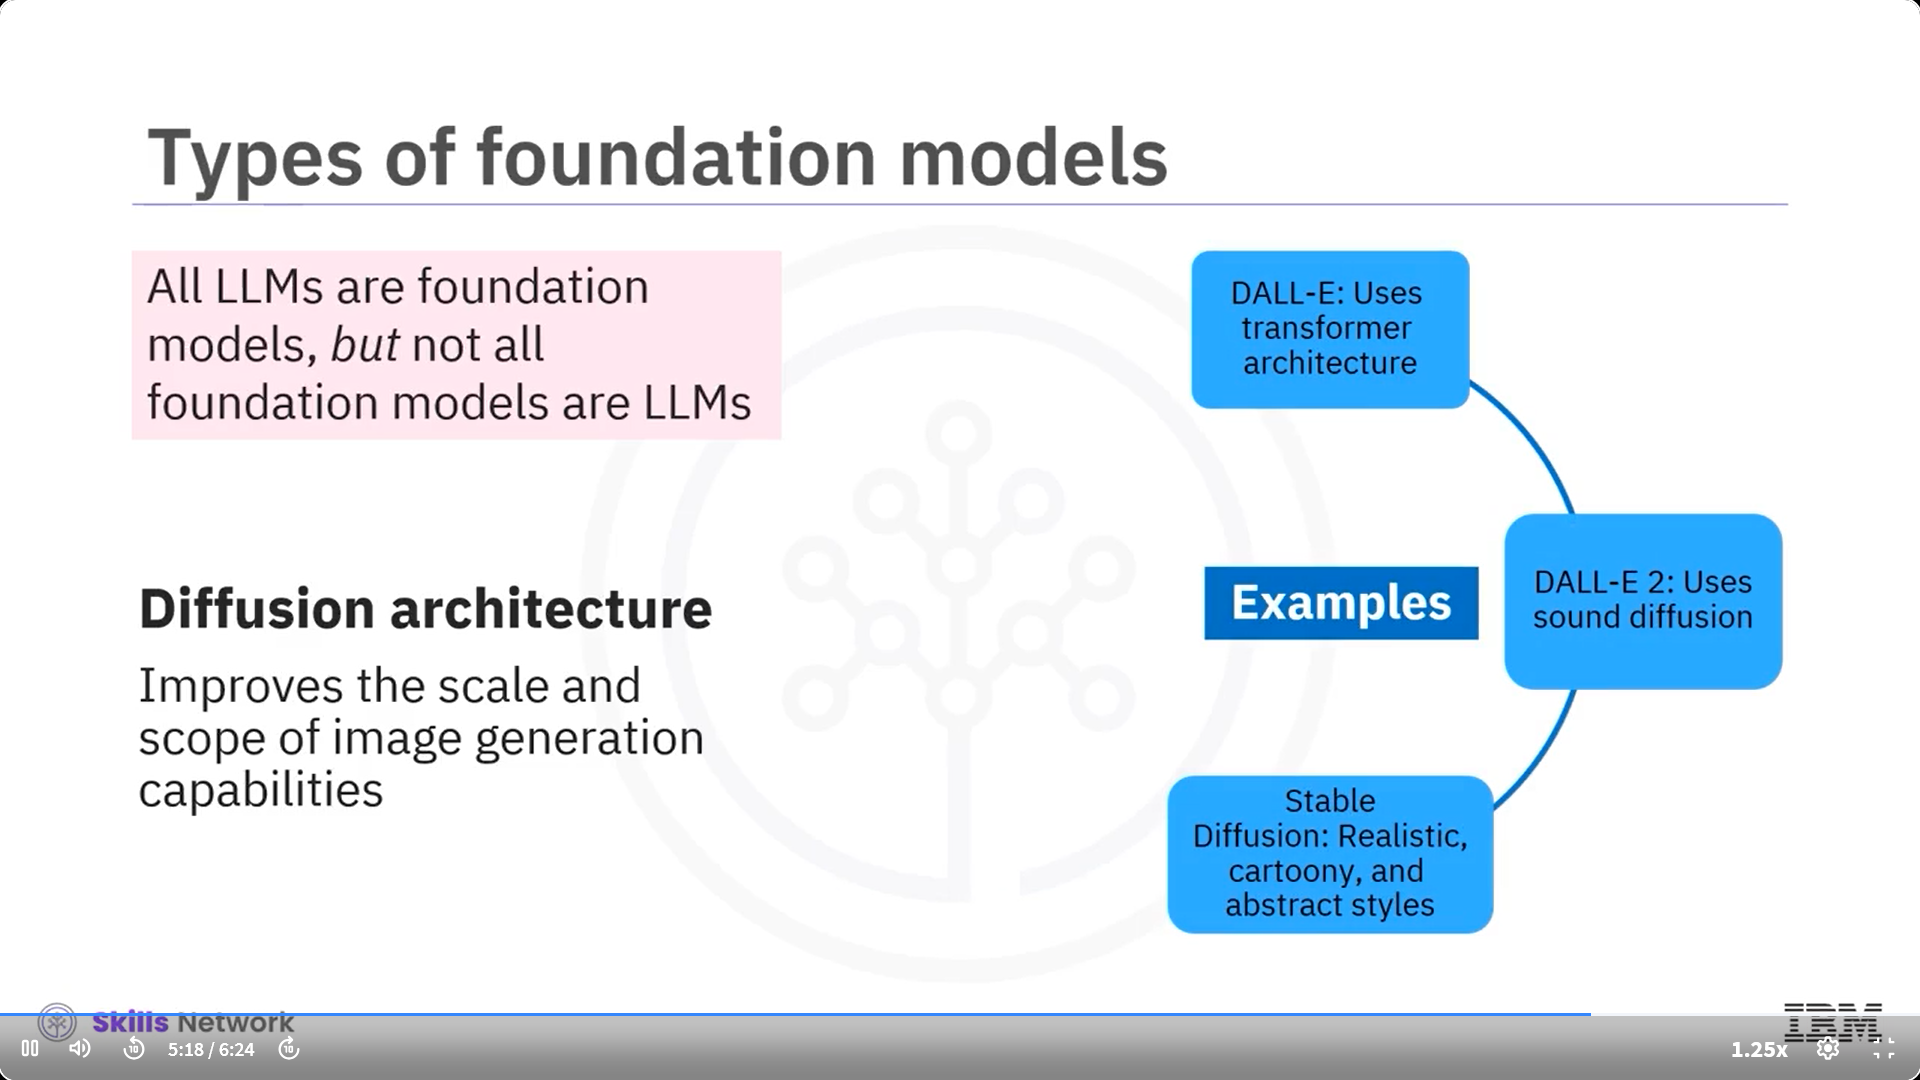 Types of foundation models
All LLMs are foundation
models, but not all
foundation models are LLMs
Diffusion architecture
Improves the scale and
scope of image generation
capabilities
Examples
DALL-E: Uses
transformer
architecture
DALL-E 2: Uses
sound diffusion
Stable
Diffusion: Realistic,
cartoony, and
abstract styles
Skills Network
IBM
10
5:18 / 6:24
10
1.25x